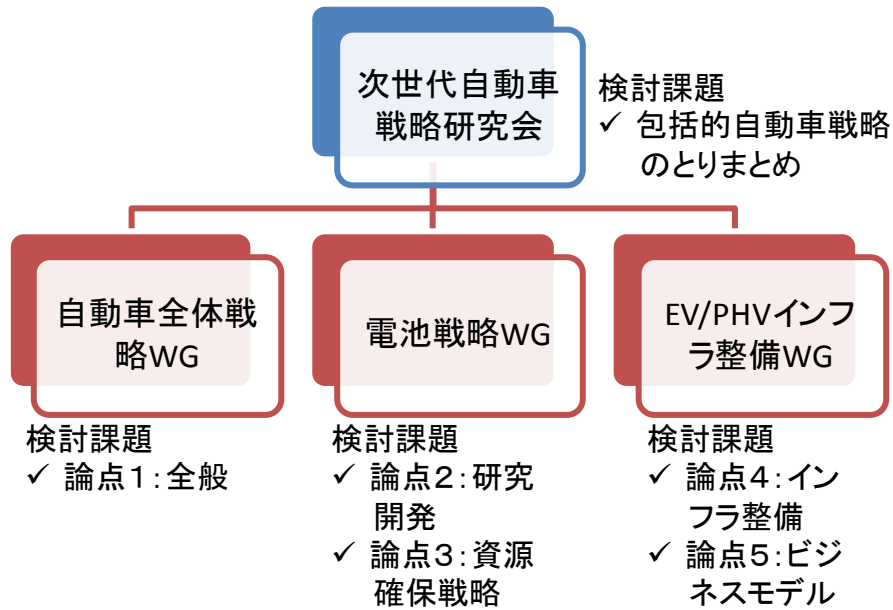 次世代自動車
戦略研究会
検討課題
✓ 包括的自動車戦略
のとりまとめ
自動車全体戦
略WG
検討課題
✓ 論点1：全般
電池戦略WG
検討課題
✓ 論点2：研究
開発
✓ 論点3：資源
確保戦略
EV/PHVインフ
ラ整備WG
検討課題
✓ 論点4：イン
フラ整備
✓ 論点5：ビジ
ネスモデル